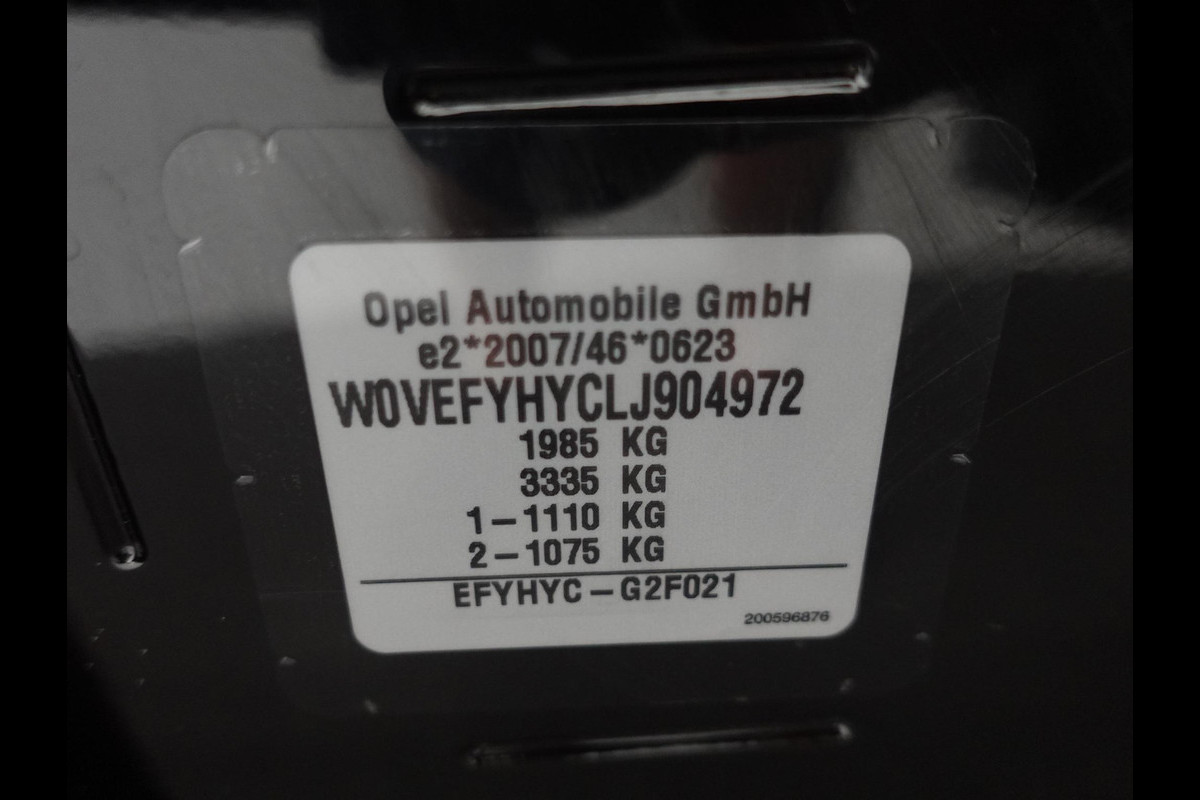 Opel Automobile GmbH
e2*2007/46*0623
W0VEFYHYCLJ904972
1985 KG
3335 KG
1-1110 KG
2-1075 KG
EFYHYC-G2F021
200596876